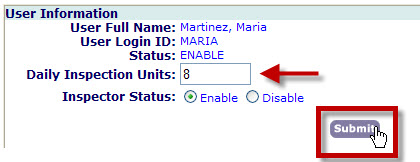 User Information
User Full Name: Martinez, Maria
User Login ID: MARIA
Status: ENABLE
Daily Inspection Units: 8
Inspector Status: Enable Disable
Submit